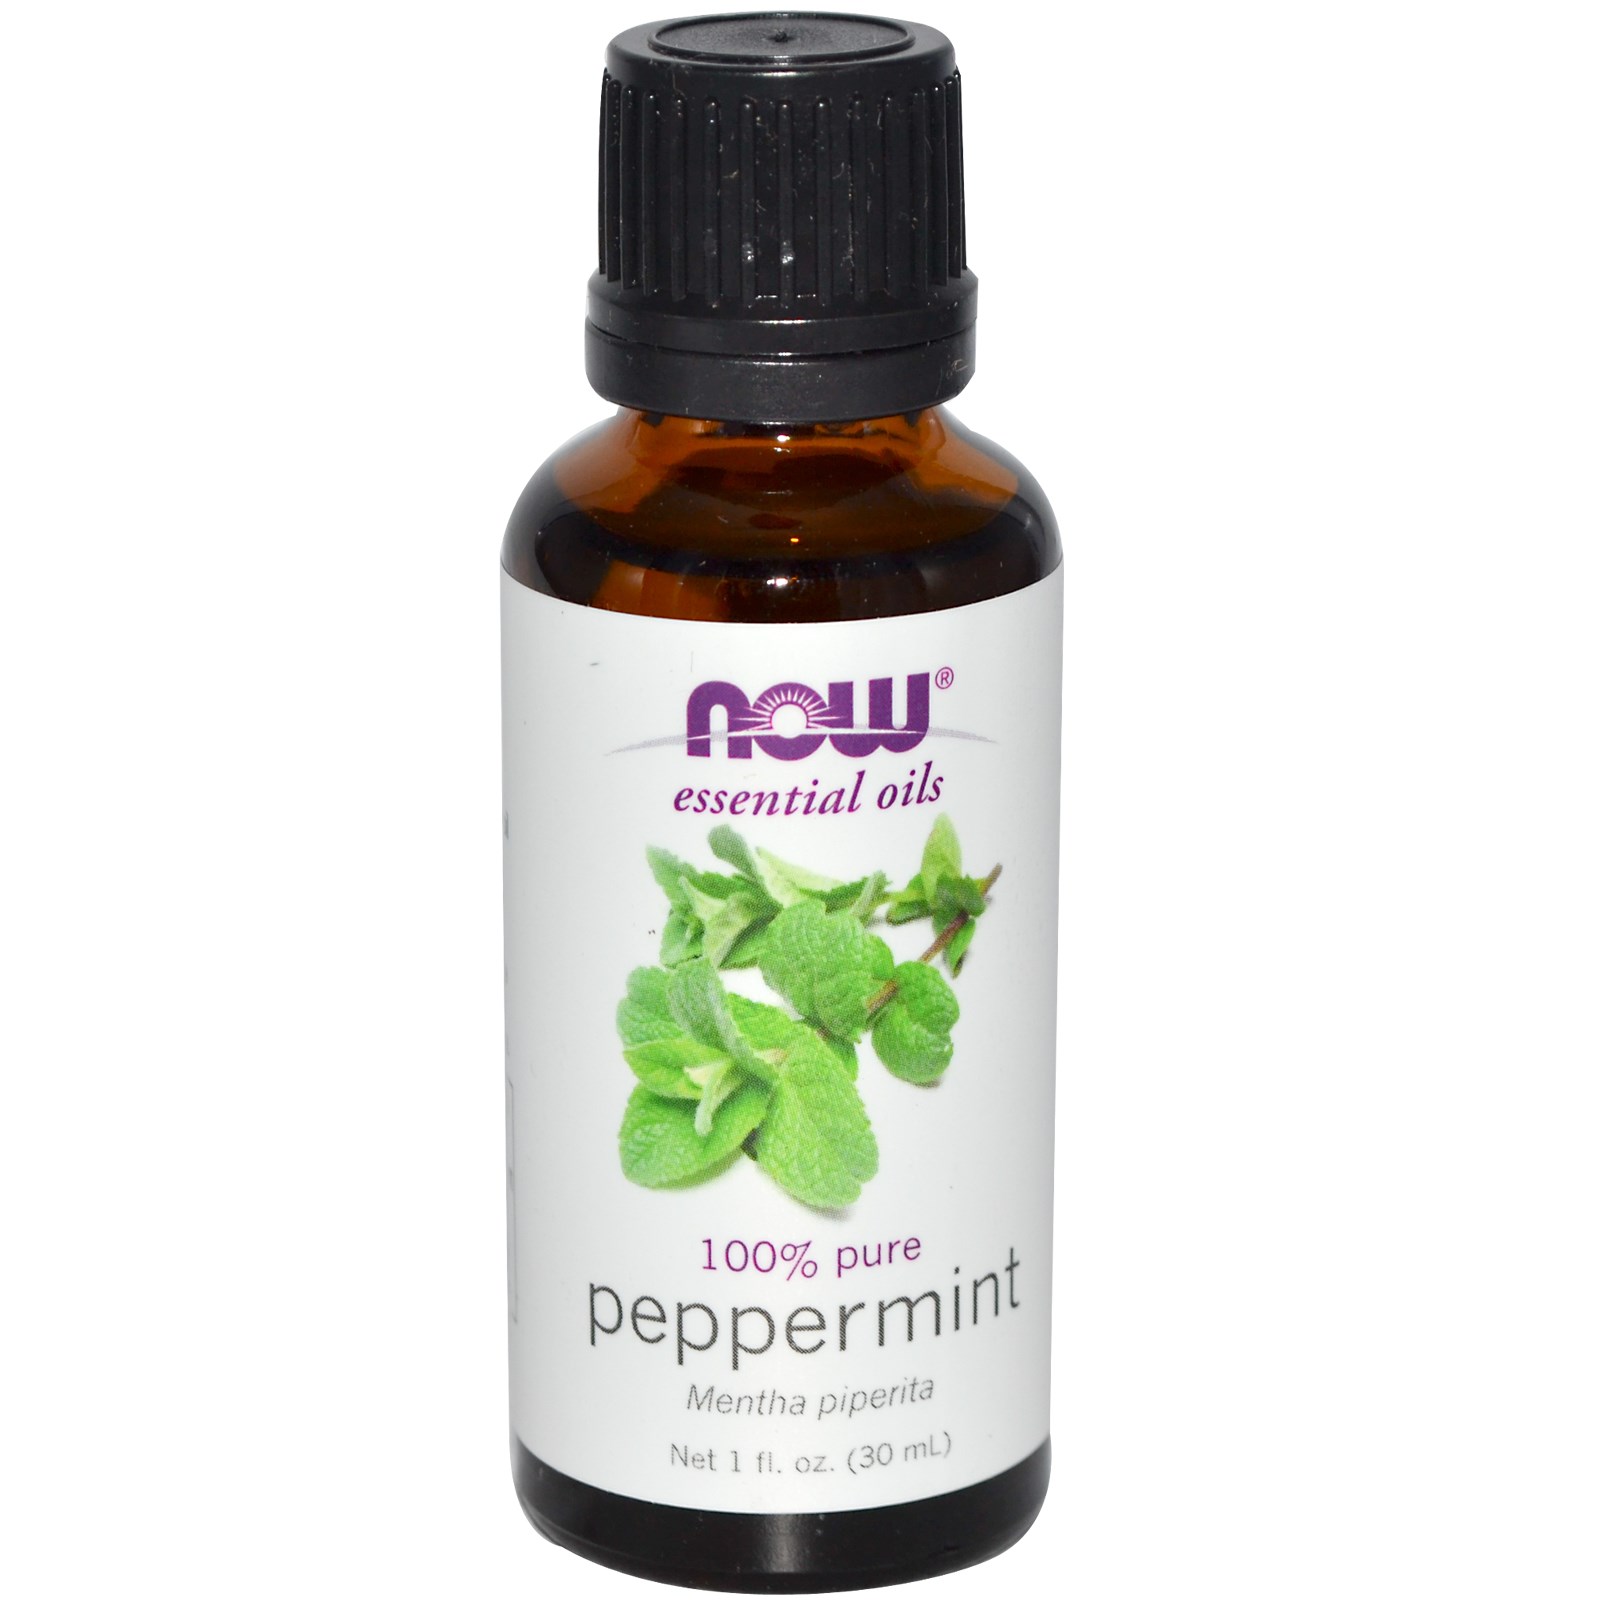 now®
essential oils
100% pure
peppermint
Mentha piperita
Net 1 fl. oz. (30 mL)